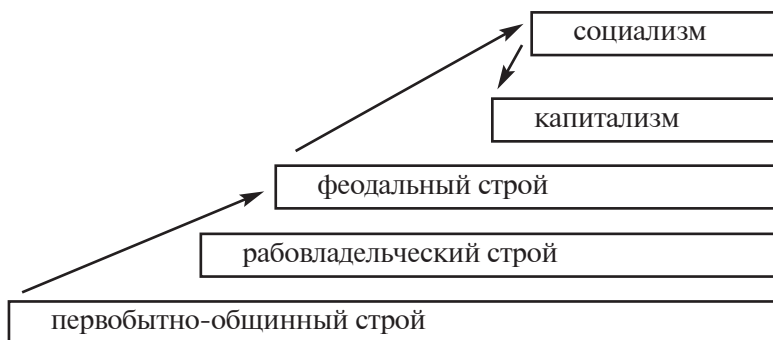 социализм
капитализм
феодальный строй
рабовладельческий строй
первобытно-общинный строй